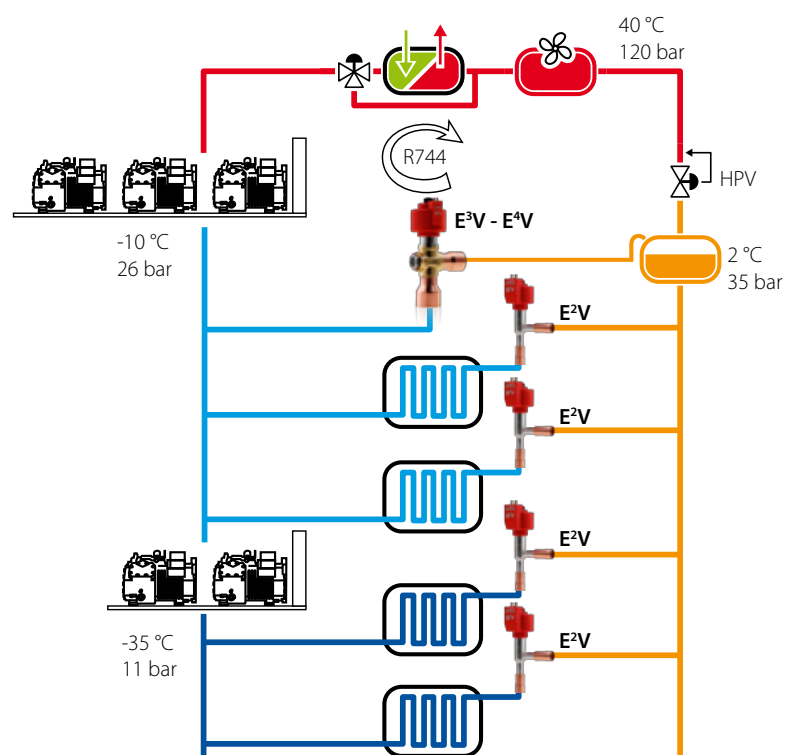 40 °C
120 bar
R744
HPV
E³V - E⁴V
-10 °C
26 bar
2 °C
35 bar
E²V
E²V
E²V
-35 °C
11 bar
E²V